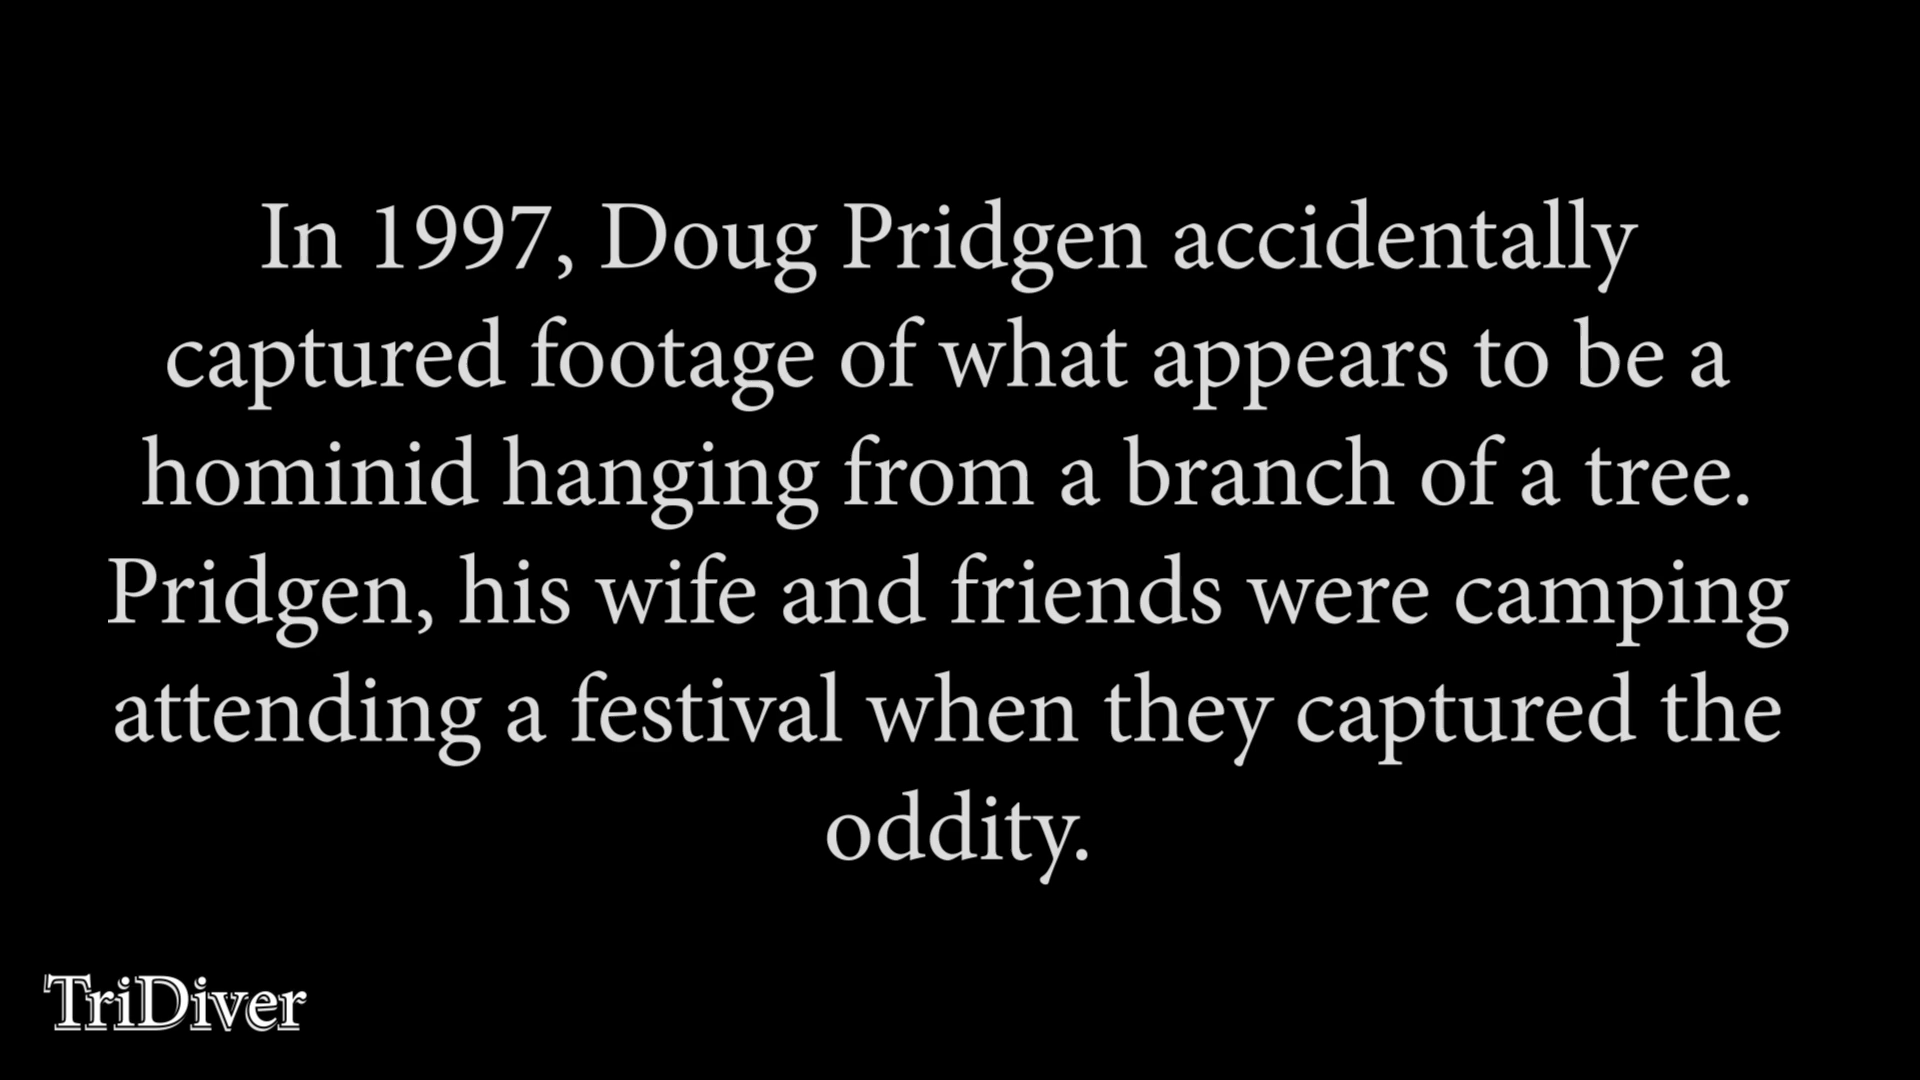 In 1997, Doug Pridgen accidentally
captured footage of what appears to be a
hominid hanging from a branch of a tree.
Pridgen, his wife and friends were camping
attending a festival when they captured the
oddity.
TriDiver